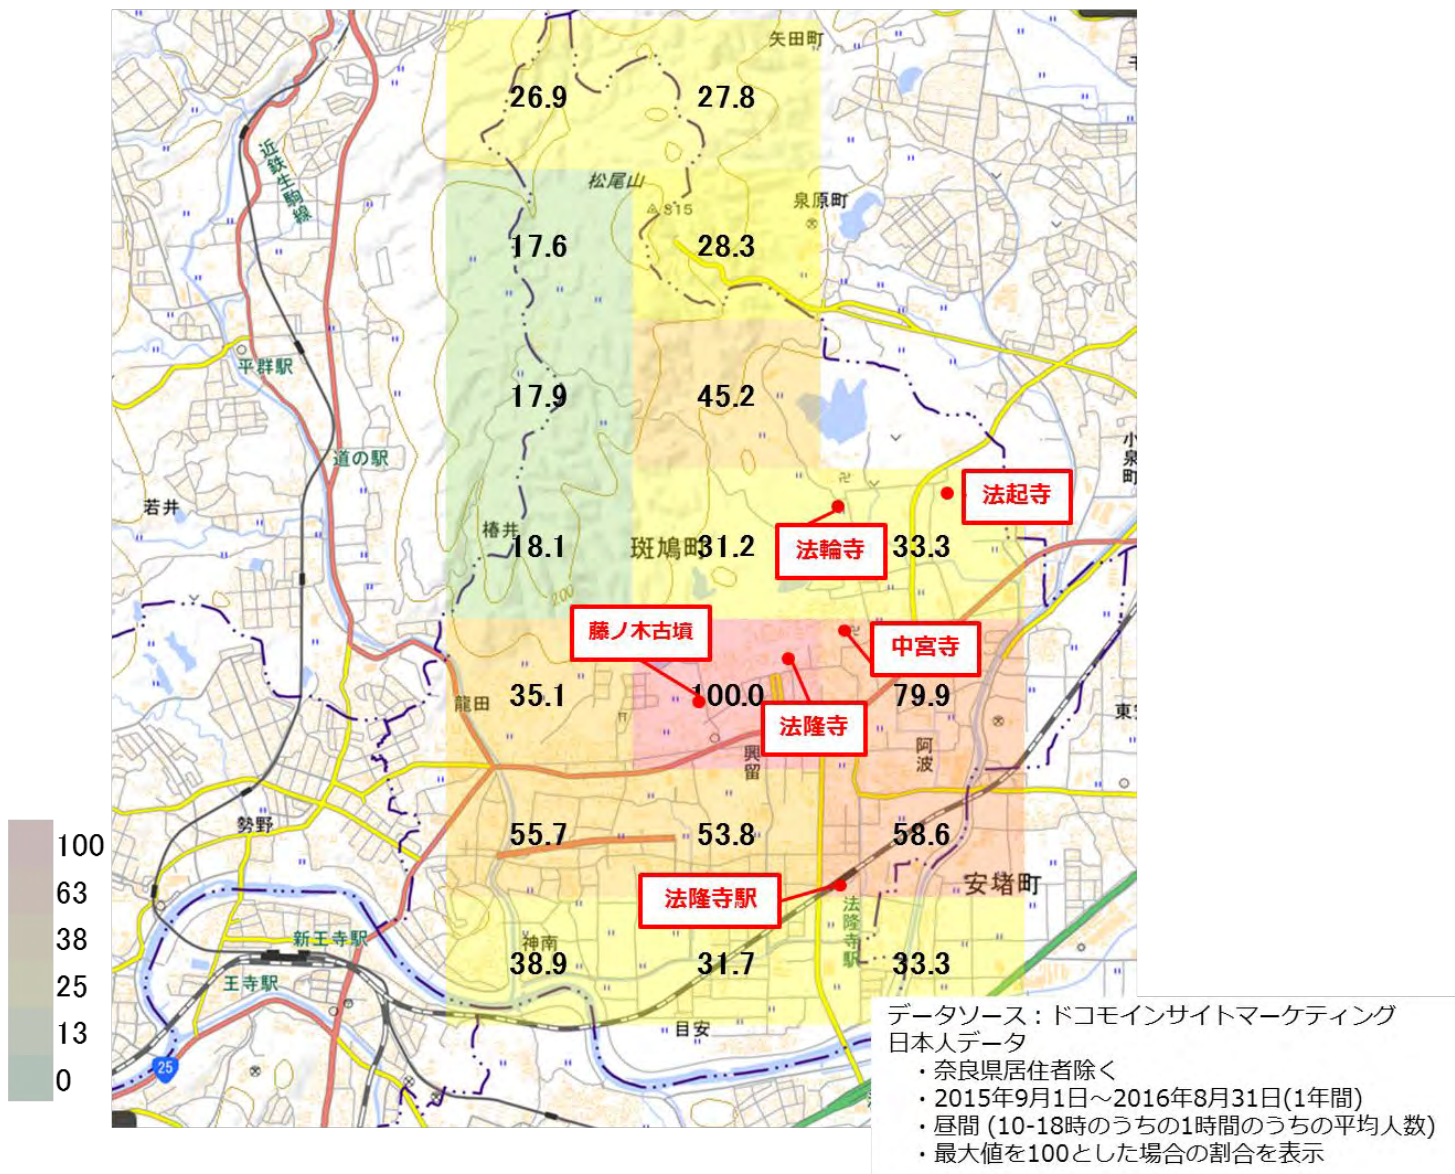 矢田町
26.9
27.8
近鉄生駒線
松尾山
315
泉原町
17.6
28.3
平群駅
17.9
45.2
道の駅
小泉町
若井
法起寺
椿井
18.1
斑鳩町
31.2
法輪寺
33.3
200
藤ノ木古墳
中宮寺
龍田
35.1
100.0
79.9
法隆寺
興留
阿波
勢野
55.7
53.8
58.6
法隆寺駅
安堵町
法隆寺駅
新王寺駅
神南
38.9
31.7
33.3
王寺駅
目安
25
100
63
38
25
13
0
データソース：ドコモインサイトマーケティング
日本人データ
・奈良県居住者除く
・2015年9月1日～2016年8月31日(1年間)
・昼間 (10-18時のうちの1時間のうちの平均人数)
・最大値を100とした場合の割合を表示